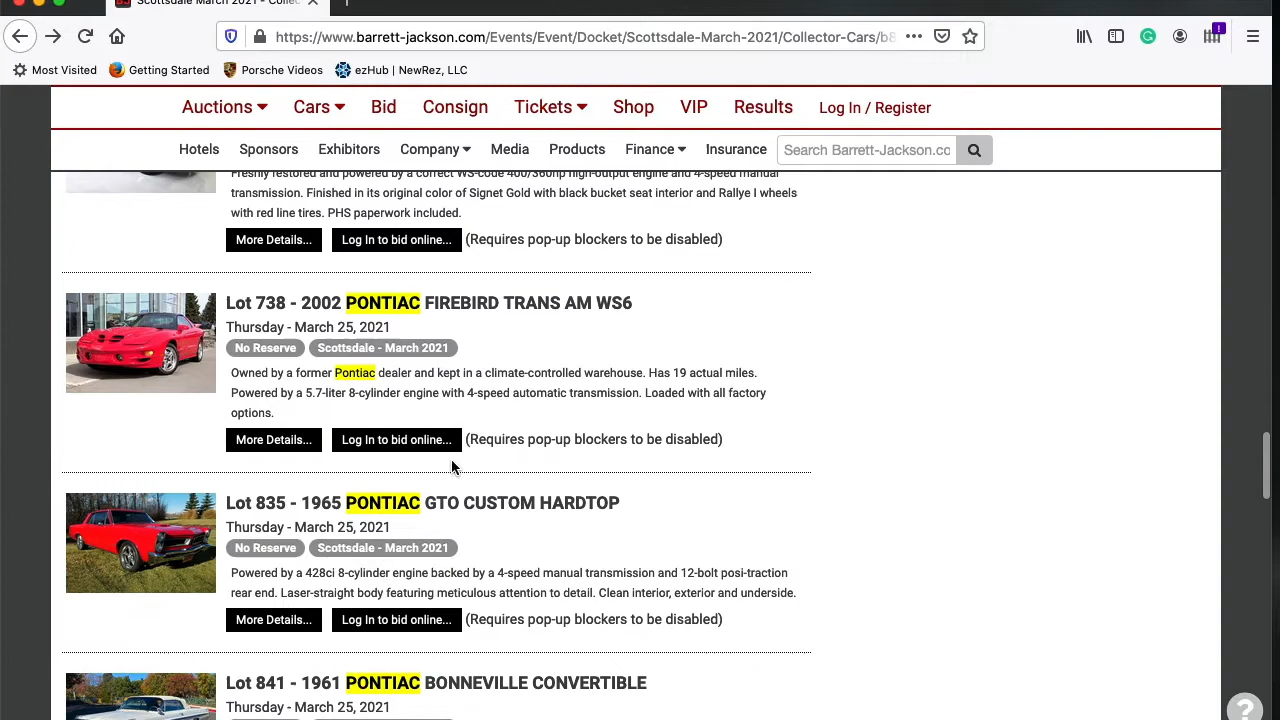 Scottsdale March 2021 - Collec
https://www.barrett-jackson.com/Events/Event/Docket/Scottsdale-March-2021/Collector-Cars/b8
Most Visited Getting Started Porsche Videos ezHub | NewRez, LLC
Auctions Cars Bid Consign Tickets Shop VIP Results Log In / Register
Hotels Sponsors Exhibitors Company Media Products Finance Insurance Search Barrett-Jackson.co
Freshly restored and powered by a correct WS-code 400/360hp high-output engine and 4-speed manual
transmission. Finished in its original color of Signet Gold with black bucket seat interior and Rallye I wheels
with red line tires. PHS paperwork included.
More Details... Log In to bid online... (Requires pop-up blockers to be disabled)
Lot 738 - 2002 PONTIAC FIREBIRD TRANS AM WS6
Thursday - March 25, 2021
No Reserve Scottsdale - March 2021
Owned by a former Pontiac dealer and kept in a climate-controlled warehouse. Has 19 actual miles.
Powered by a 5.7-liter 8-cylinder engine with 4-speed automatic transmission. Loaded with all factory
options.
More Details... Log In to bid online... (Requires pop-up blockers to be disabled)
Lot 835 - 1965 PONTIAC GTO CUSTOM HARDTOP
Thursday - March 25, 2021
No Reserve Scottsdale - March 2021
Powered by a 428ci 8-cylinder engine backed by a 4-speed manual transmission and 12-bolt posi-traction
rear end. Laser-straight body featuring meticulous attention to detail. Clean interior, exterior and underside.
More Details... Log In to bid online... (Requires pop-up blockers to be disabled)
Lot 841 - 1961 PONTIAC BONNEVILLE CONVERTIBLE
Thursday - March 25, 2021
?